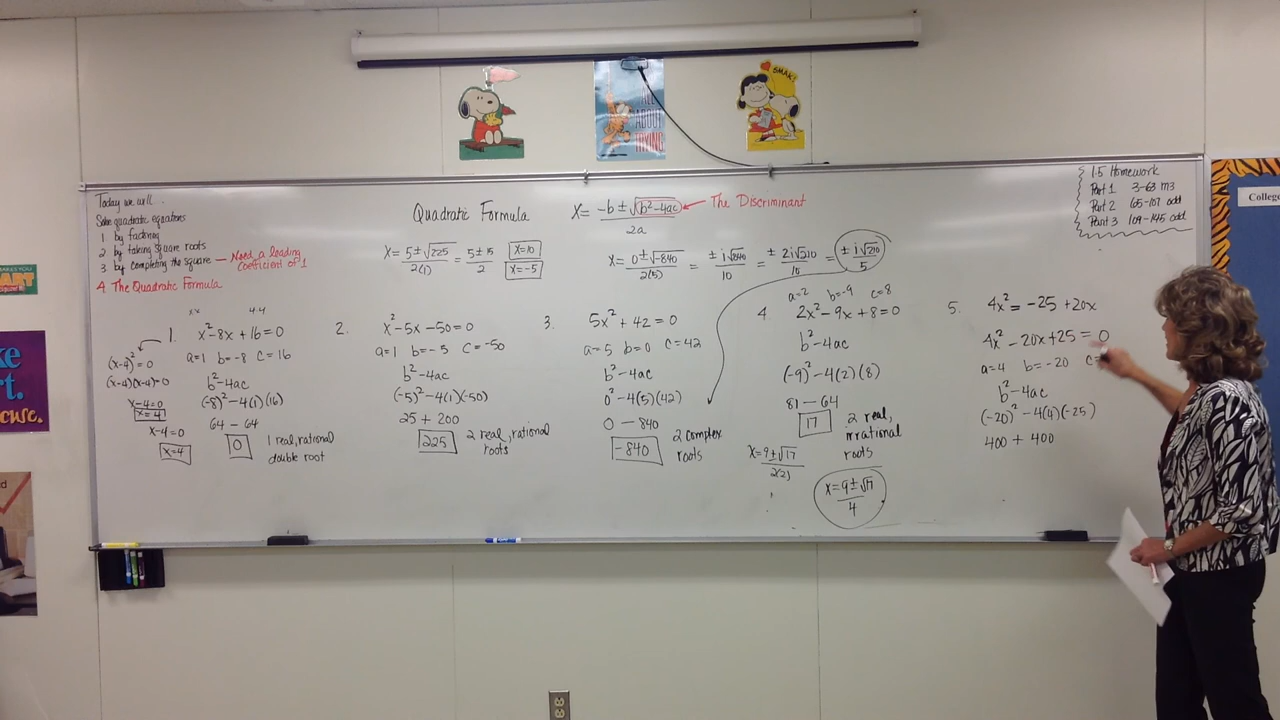 SMAK!
ALL
ABOUT
TRYING
Today we will...
Solve quadratic equations
1 by factoring
2 by taking square roots
3 by completing the square — Need a leading
coefficient of 1
4. The Quadratic Formula
Quadratic Formula
X= -b ± √(b²-4ac) / 2a
The Discriminant
1.5 Homework
Part 1 3-63 m3
Part 2 65-107 odd
Part 3 109-145 odd
College
X= 5±√225 / 2(1) = 5±15 / 2
X=10
X=-5
X= 0±√-840 / 2(5) = ± i√840 / 10 = ± 2i√210 / 10 = ± i√210 / 5
1. x²-8x+16=0
(x-4)²=0
a=1 b=-8 c=16
(x-4)(x-4)=0
b²-4ac
x-4=0
x=4
(-8)²-4(1)(16)
x-4=0
64-64
x=4
0
1 real, rational
double root
2. x²-5x-50=0
a=1 b=-5 c=-50
b²-4ac
(-5)²-4(1)(-50)
25+200
225
2 real, rational
roots
3. 5x²+42=0
a=5 b=0 c=42
b²-4ac
0²-4(5)(42)
0-840
-840
2 complex
roots
a=2 b=-9 c=8
4. 2x²-9x+8=0
b²-4ac
(-9)²-4(2)(8)
81-64
17
2 real,
irrational
roots
X= 9±√17 / 2(2)
X= 9±√17 / 4
5. 4x²=-25+20x
4x²-20x+25=0
a=4 b=-20 c=
b²-4ac
(-20)²-4(4)(-25)
400+400